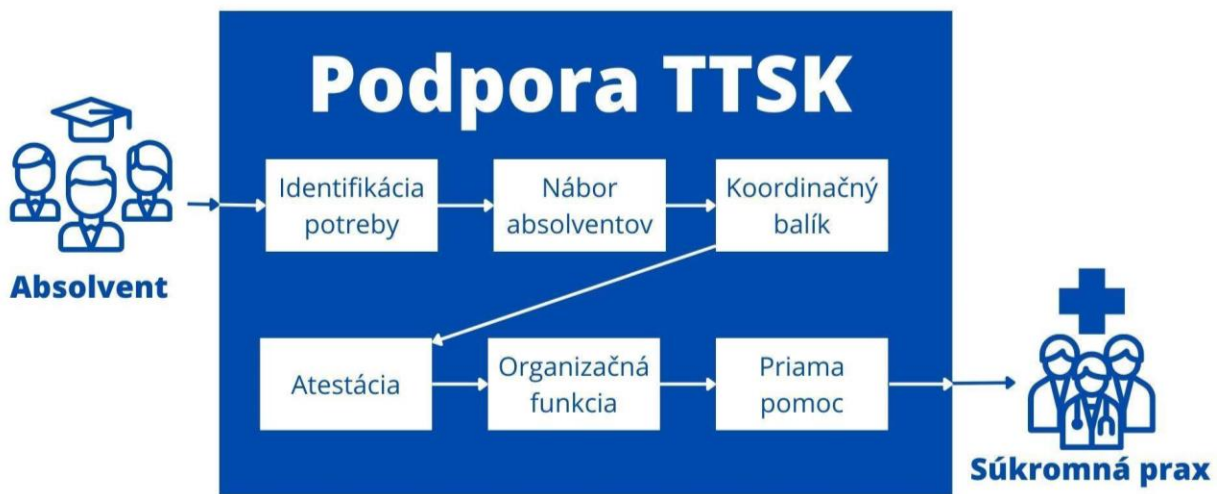 Podpora TTSK
Absolvent
Identifikácia
potreby
Nábor
absolventov
Koordinačný
balík
Atestácia
Organizačná
funkcia
Priama
pomoc
Súkromná prax